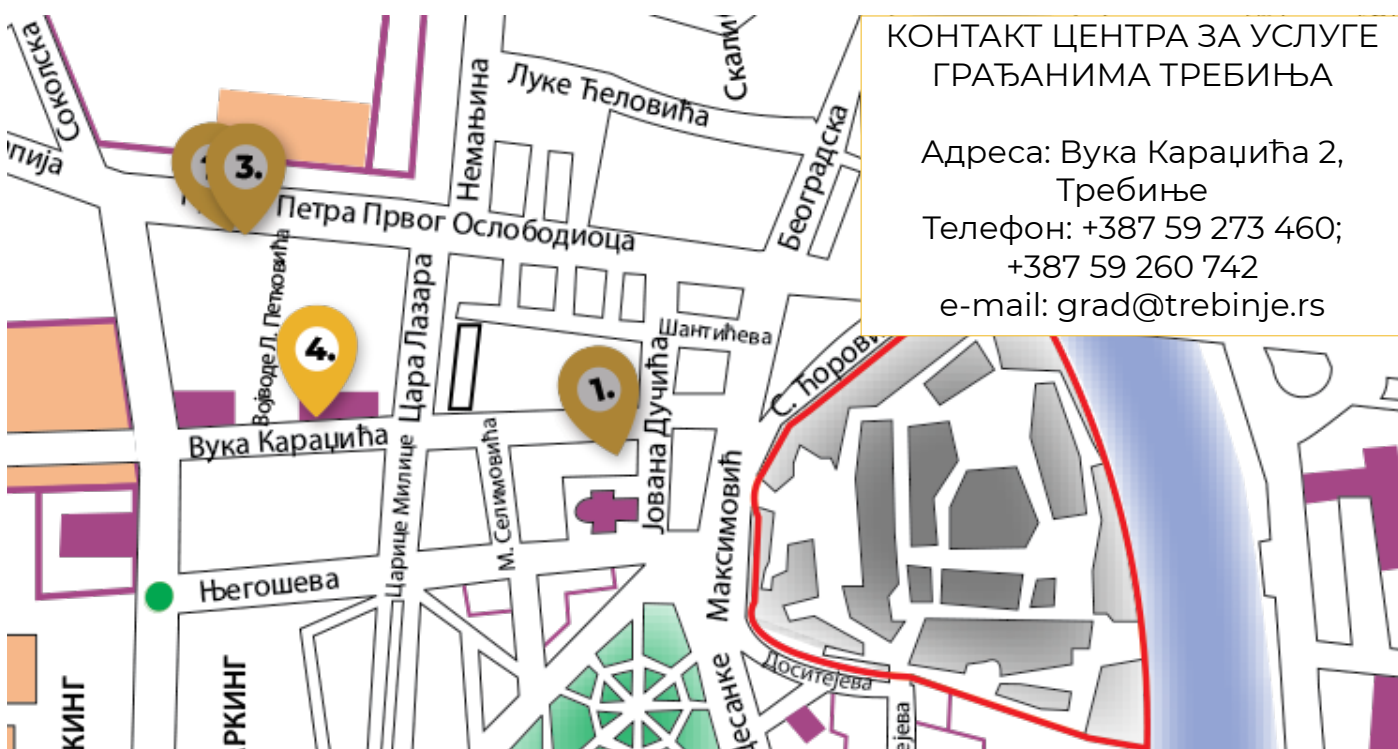 КОНТАКТ ЦЕНТРА ЗА УСЛУГЕ
ГРАЂАНИМА ТРЕБИЊА
Адреса: Вука Караџића 2,
Требиње
Телефон: +387 59 273 460;
+387 59 260 742
e-mail: grad@trebinje.rs
Соколска
Немањина
Луке Ћеловића
Београдска
3.
Петра Првог Ослободиоца
Војводе Л. Петковића
Цара Лазара
Шантићева
4.
1.
Јована Дучића
С. Ћорови
Вука Караџића
Царице Милице
М. Селимовића
Максимовић
Његошева
Доситејева